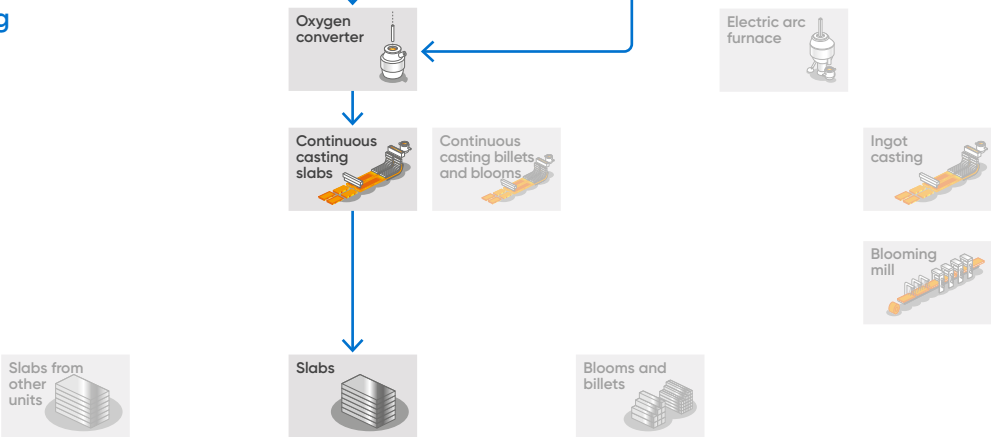 Oxygen
converter
Electric arc
furnace
Continuous
casting
slabs
Continuous
casting billets
and blooms
Ingot
casting
Blooming
mill
Slabs from
other
units
Slabs
Blooms and
billets